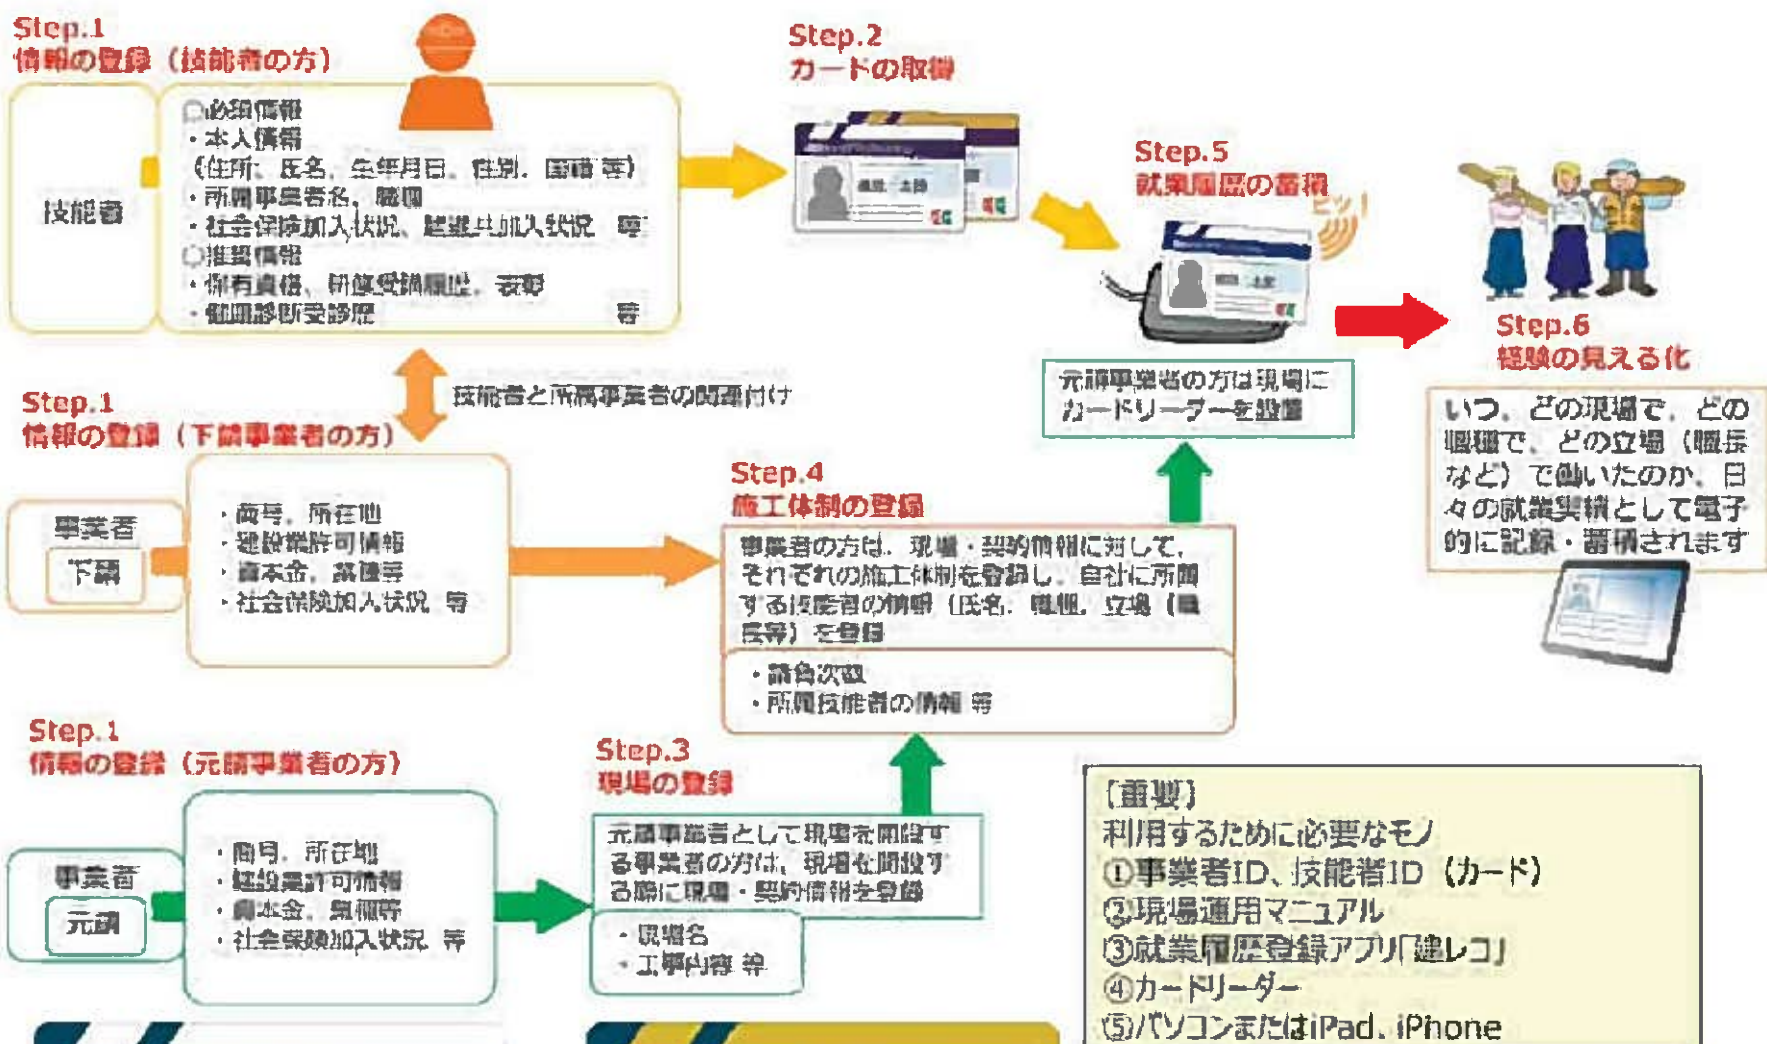 Step.1
情報の登録（技能者の方）
技能者
○必須情報
・本人情報
（住所、氏名、生年月日、性別、国籍 等）
・所属事業者名、職種
・社会保険加入状況、建退共加入状況 等
○推奨情報
・保有資格、研修受講履歴、表彰
・健康診断受診歴 等
Step.2
カードの取得
Step.5
就業履歴の蓄積
ピッ！
元請事業者の方は現場に
カードリーダーを設置
Step.6
経験の見える化
いつ、どの現場で、どの
職種で、どの立場（職長
など）で働いたのか、日
々の就業実績として電子
的に記録・蓄積されます
技能者と所属事業者の関連付け
Step.1
情報の登録（下請事業者の方）
事業者
下請
・商号、所在地
・建設業許可情報
・資本金、業種等
・社会保険加入状況 等
Step.4
施工体制の登録
事業者の方は、現場・契約情報に対して、
それぞれの施工体制を登録し、自社に所属
する技能者の情報（氏名、職種、立場（職
長等）を登録
・請負次数
・所属技能者の情報 等
Step.1
情報の登録（元請事業者の方）
事業者
元請
・商号、所在地
・建設業許可情報
・資本金、業種等
・社会保険加入状況 等
Step.3
現場の登録
元請事業者として現場を開設す
る事業者の方は、現場を開設す
る際に現場・契約情報を登録
・現場名
・工事内容 等
［重要］
利用するために必要なモノ
①事業者ID、技能者ID（カード）
②現場運用マニュアル
③就業履歴登録アプリ「建レコ」
④カードリーダー
⑤パソコンまたはiPad、iPhone